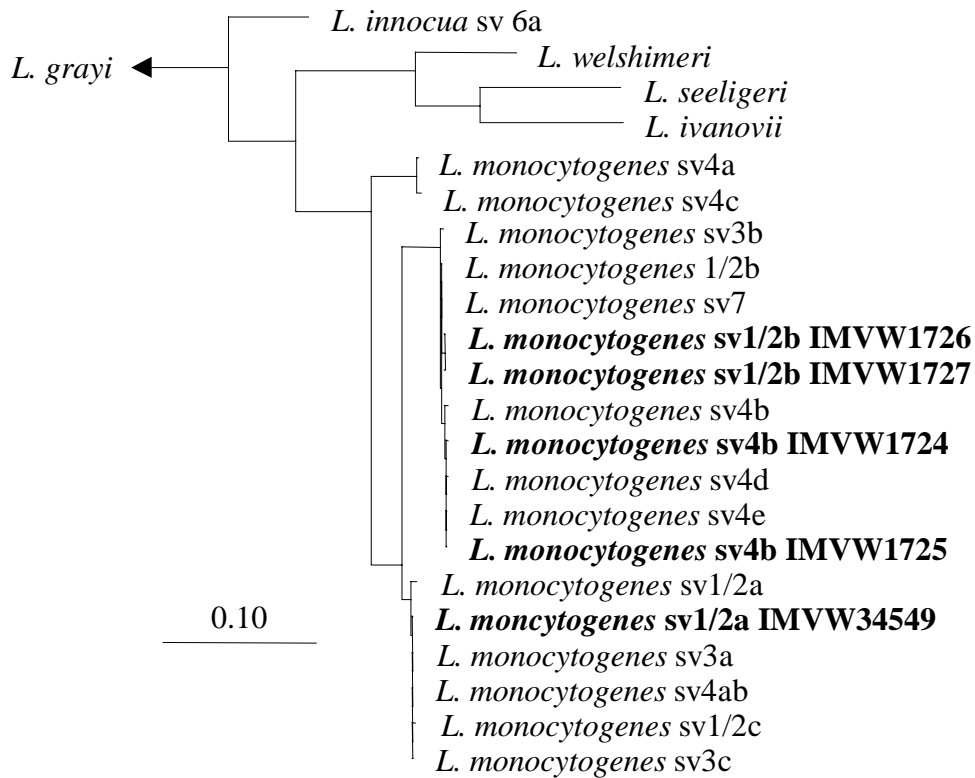 L. innocua sv 6a
L. grayi
L. welshimeri
L. seeligeri
L. ivanovii
L. monocytogenes sv4a
L. monocytogenes sv4c
L. monocytogenes sv3b
L. monocytogenes 1/2b
L. monocytogenes sv7
L. monocytogenes sv1/2b IMVW1726
L. monocytogenes sv1/2b IMVW1727
L. monocytogenes sv4b
L. monocytogenes sv4b IMVW1724
L. monocytogenes sv4d
L. monocytogenes sv4e
L. monocytogenes sv4b IMVW1725
L. monocytogenes sv1/2a
0.10
L. moncytogenes sv1/2a IMVW34549
L. monocytogenes sv3a
L. monocytogenes sv4ab
L. monocytogenes sv1/2c
L. monocytogenes sv3c